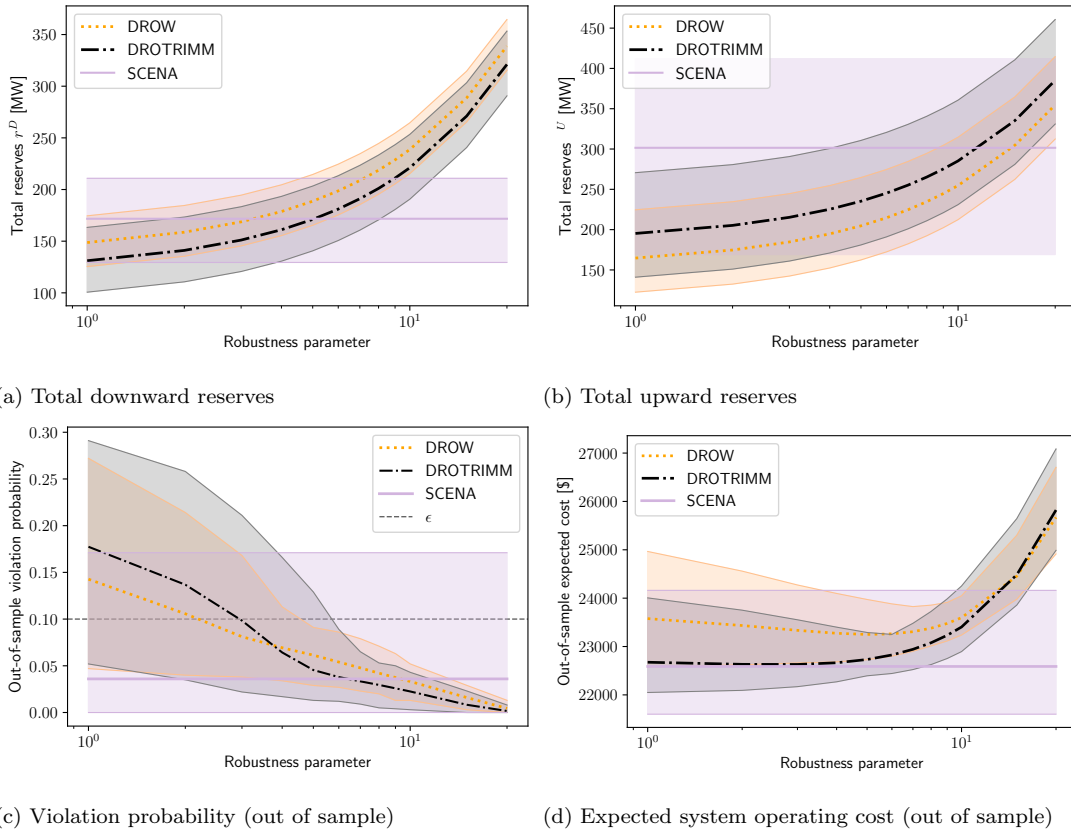 DROW
DROTRIMM
SCENA
350
300
250
200
150
100
Total reserves r^D [MW]
10^0
10^1
Robustness parameter
DROW
DROTRIMM
SCENA
450
400
350
300
250
200
150
Total reserves ^U [MW]
10^0
10^1
Robustness parameter
(a) Total downward reserves
(b) Total upward reserves
DROW
DROTRIMM
SCENA
ϵ
0.30
0.25
0.20
0.15
0.10
0.05
0.00
Out-of-sample violation probability
10^0
10^1
Robustness parameter
DROW
DROTRIMM
SCENA
27000
26000
25000
24000
23000
22000
Out-of-sample expected cost [$]
10^0
10^1
Robustness parameter
(c) Violation probability (out of sample)
(d) Expected system operating cost (out of sample)